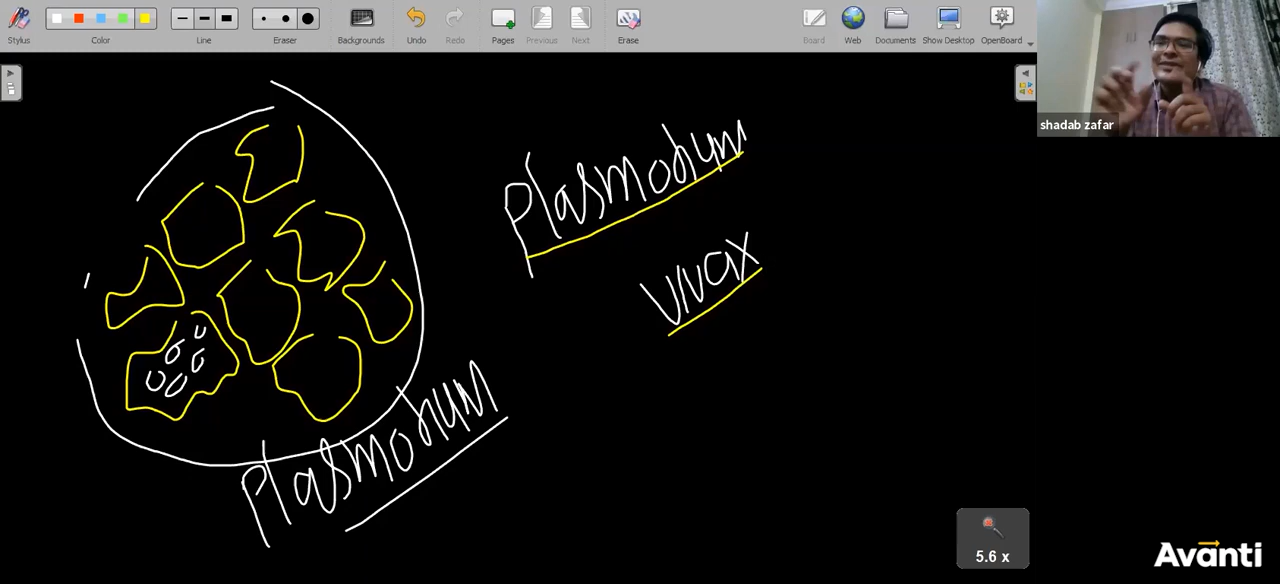 Stylus
Color
Line
Eraser
Backgrounds
Undo
Redo
Pages
Previous
Next
Erase
Board
Web
Documents
Show Desktop
OpenBoard
shadab zafar
Plasmodium
vivax
Plasmodium
5.6 x
Avanti